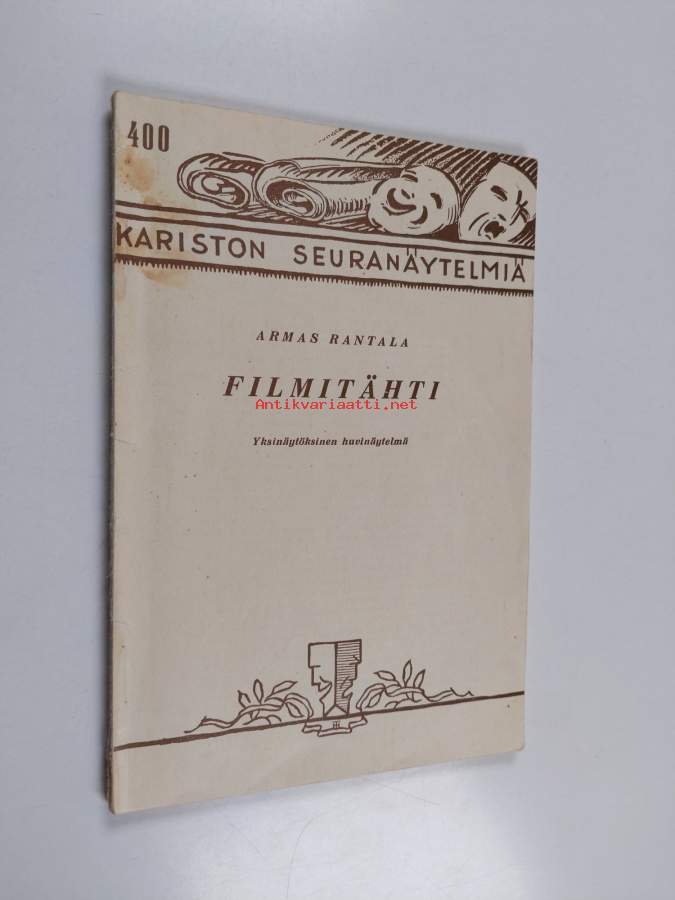 400
KARISTON SEURANÄYTELMIÄ
ARMAS RANTALA
FILMITÄHTI
Antikvariaatti.net
Yksinäytöksinen huvinäytelmä